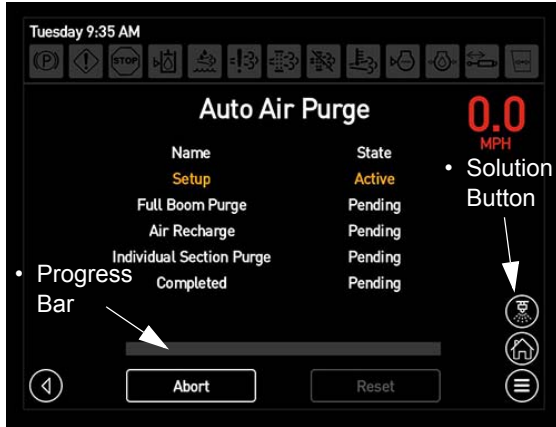 Tuesday 9:35 AM
(P)
STOP
Auto Air Purge
0.0
MPH
Name State
Setup Active
Full Boom Purge Pending
Air Recharge Pending
Individual Section Purge Pending
Completed Pending
• Solution
Button
• Progress
Bar
Abort
Reset